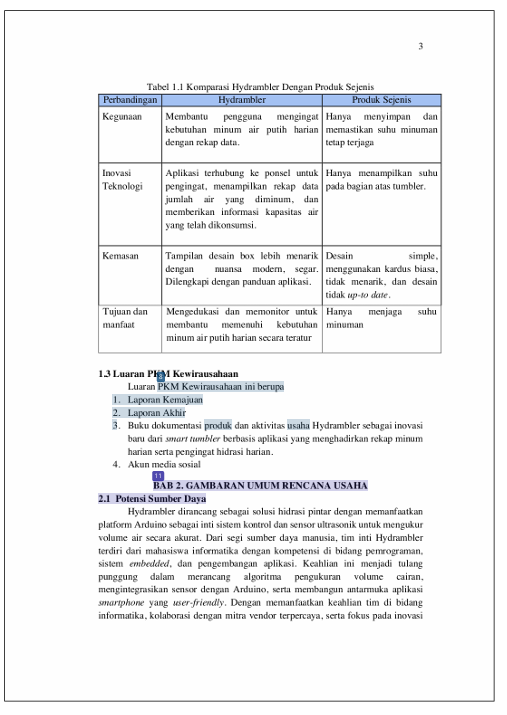 3
Tabel 1.1 Komparasi Hydrambler Dengan Produk Sejenis
Perbandingan Hydrambler Produk Sejenis
Kegunaan
Membantu pengguna mengingat
kebutuhan minum air putih harian
dengan rekap data.
Hanya menyimpan dan
memastikan suhu minuman
tetap terjaga
Inovasi
Teknologi
Aplikasi terhubung ke ponsel untuk
pengingat, menampilkan rekap data
jumlah air yang diminum, dan
memberikan informasi kapasitas air
yang telah dikonsumsi.
Hanya menampilkan suhu
pada bagian atas tumbler.
Kemasan
Tampilan desain box lebih menarik
dengan nuansa modern, segar.
Dilengkapi dengan panduan aplikasi.
Desain simple,
menggunakan kardus biasa,
tidak menarik, dan desain
tidak up-to date.
Tujuan dan
manfaat
Mengedukasi dan memonitor untuk
membantu memenuhi kebutuhan
minum air putih harian secara teratur
Hanya menjaga suhu
minuman
1.3 Luaran PKM Kewirausahaan
Luaran PKM Kewirausahaan ini berupa
1. Laporan Kemajuan
2. Laporan Akhir
3. Buku dokumentasi produk dan aktivitas usaha Hydrambler sebagai inovasi
baru dari smart tumbler berbasis aplikasi yang menghadirkan rekap minum
harian serta pengingat hidrasi harian.
4. Akun media sosial
11
BAB 2. GAMBARAN UMUM RENCANA USAHA
2.1 Potensi Sumber Daya
Hydrambler dirancang sebagai solusi hidrasi pintar dengan memanfaatkan
platform Arduino sebagai inti sistem kontrol dan sensor ultrasonik untuk mengukur
volume air secara akurat. Dari segi sumber daya manusia, tim inti Hydrambler
terdiri dari mahasiswa informatika dengan kompetensi di bidang pemrograman,
sistem embedded, dan pengembangan aplikasi. Keahlian ini menjadi tulang
punggung dalam merancang algoritma pengukuran volume cairan,
mengintegrasikan sensor dengan Arduino, serta membangun antarmuka aplikasi
smartphone yang user-friendly. Dengan memanfaatkan keahlian tim di bidang
informatika, kolaborasi dengan mitra vendor terpercaya, serta fokus pada inovasi